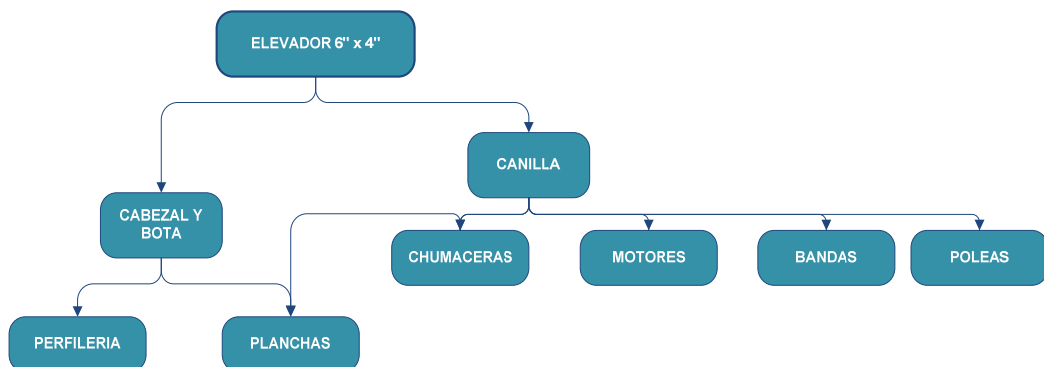 ELEVADOR 6" x 4"
CANILLA
CABEZAL Y
BOTA
CHUMACERAS
MOTORES
BANDAS
POLEAS
PERFILERIA
PLANCHAS